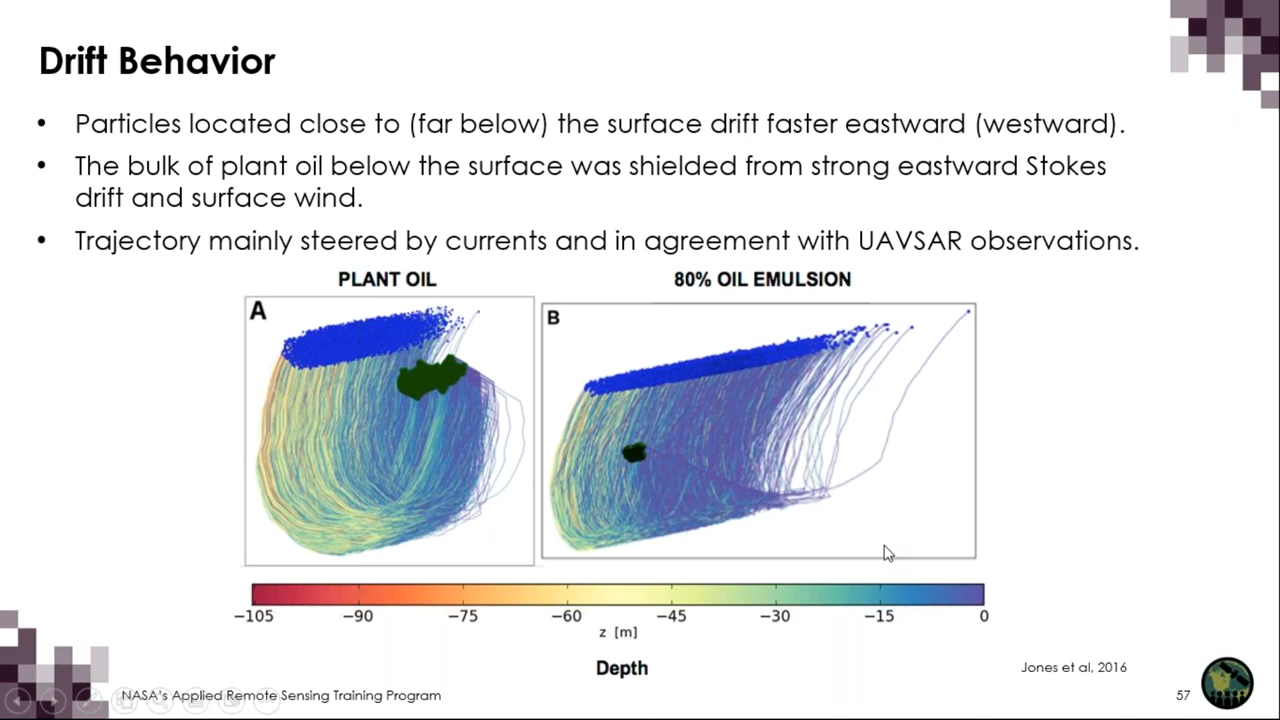 Drift Behavior
• Particles located close to (far below) the surface drift faster eastward (westward).
• The bulk of plant oil below the surface was shielded from strong eastward Stokes
drift and surface wind.
• Trajectory mainly steered by currents and in agreement with UAVSAR observations.
PLANT OIL
80% OIL EMULSION
A
B
−105 −90 −75 −60 −45 −30 −15 0
z [m]
Depth
Jones et al, 2016
NASA's Applied Remote Sensing Training Program
57